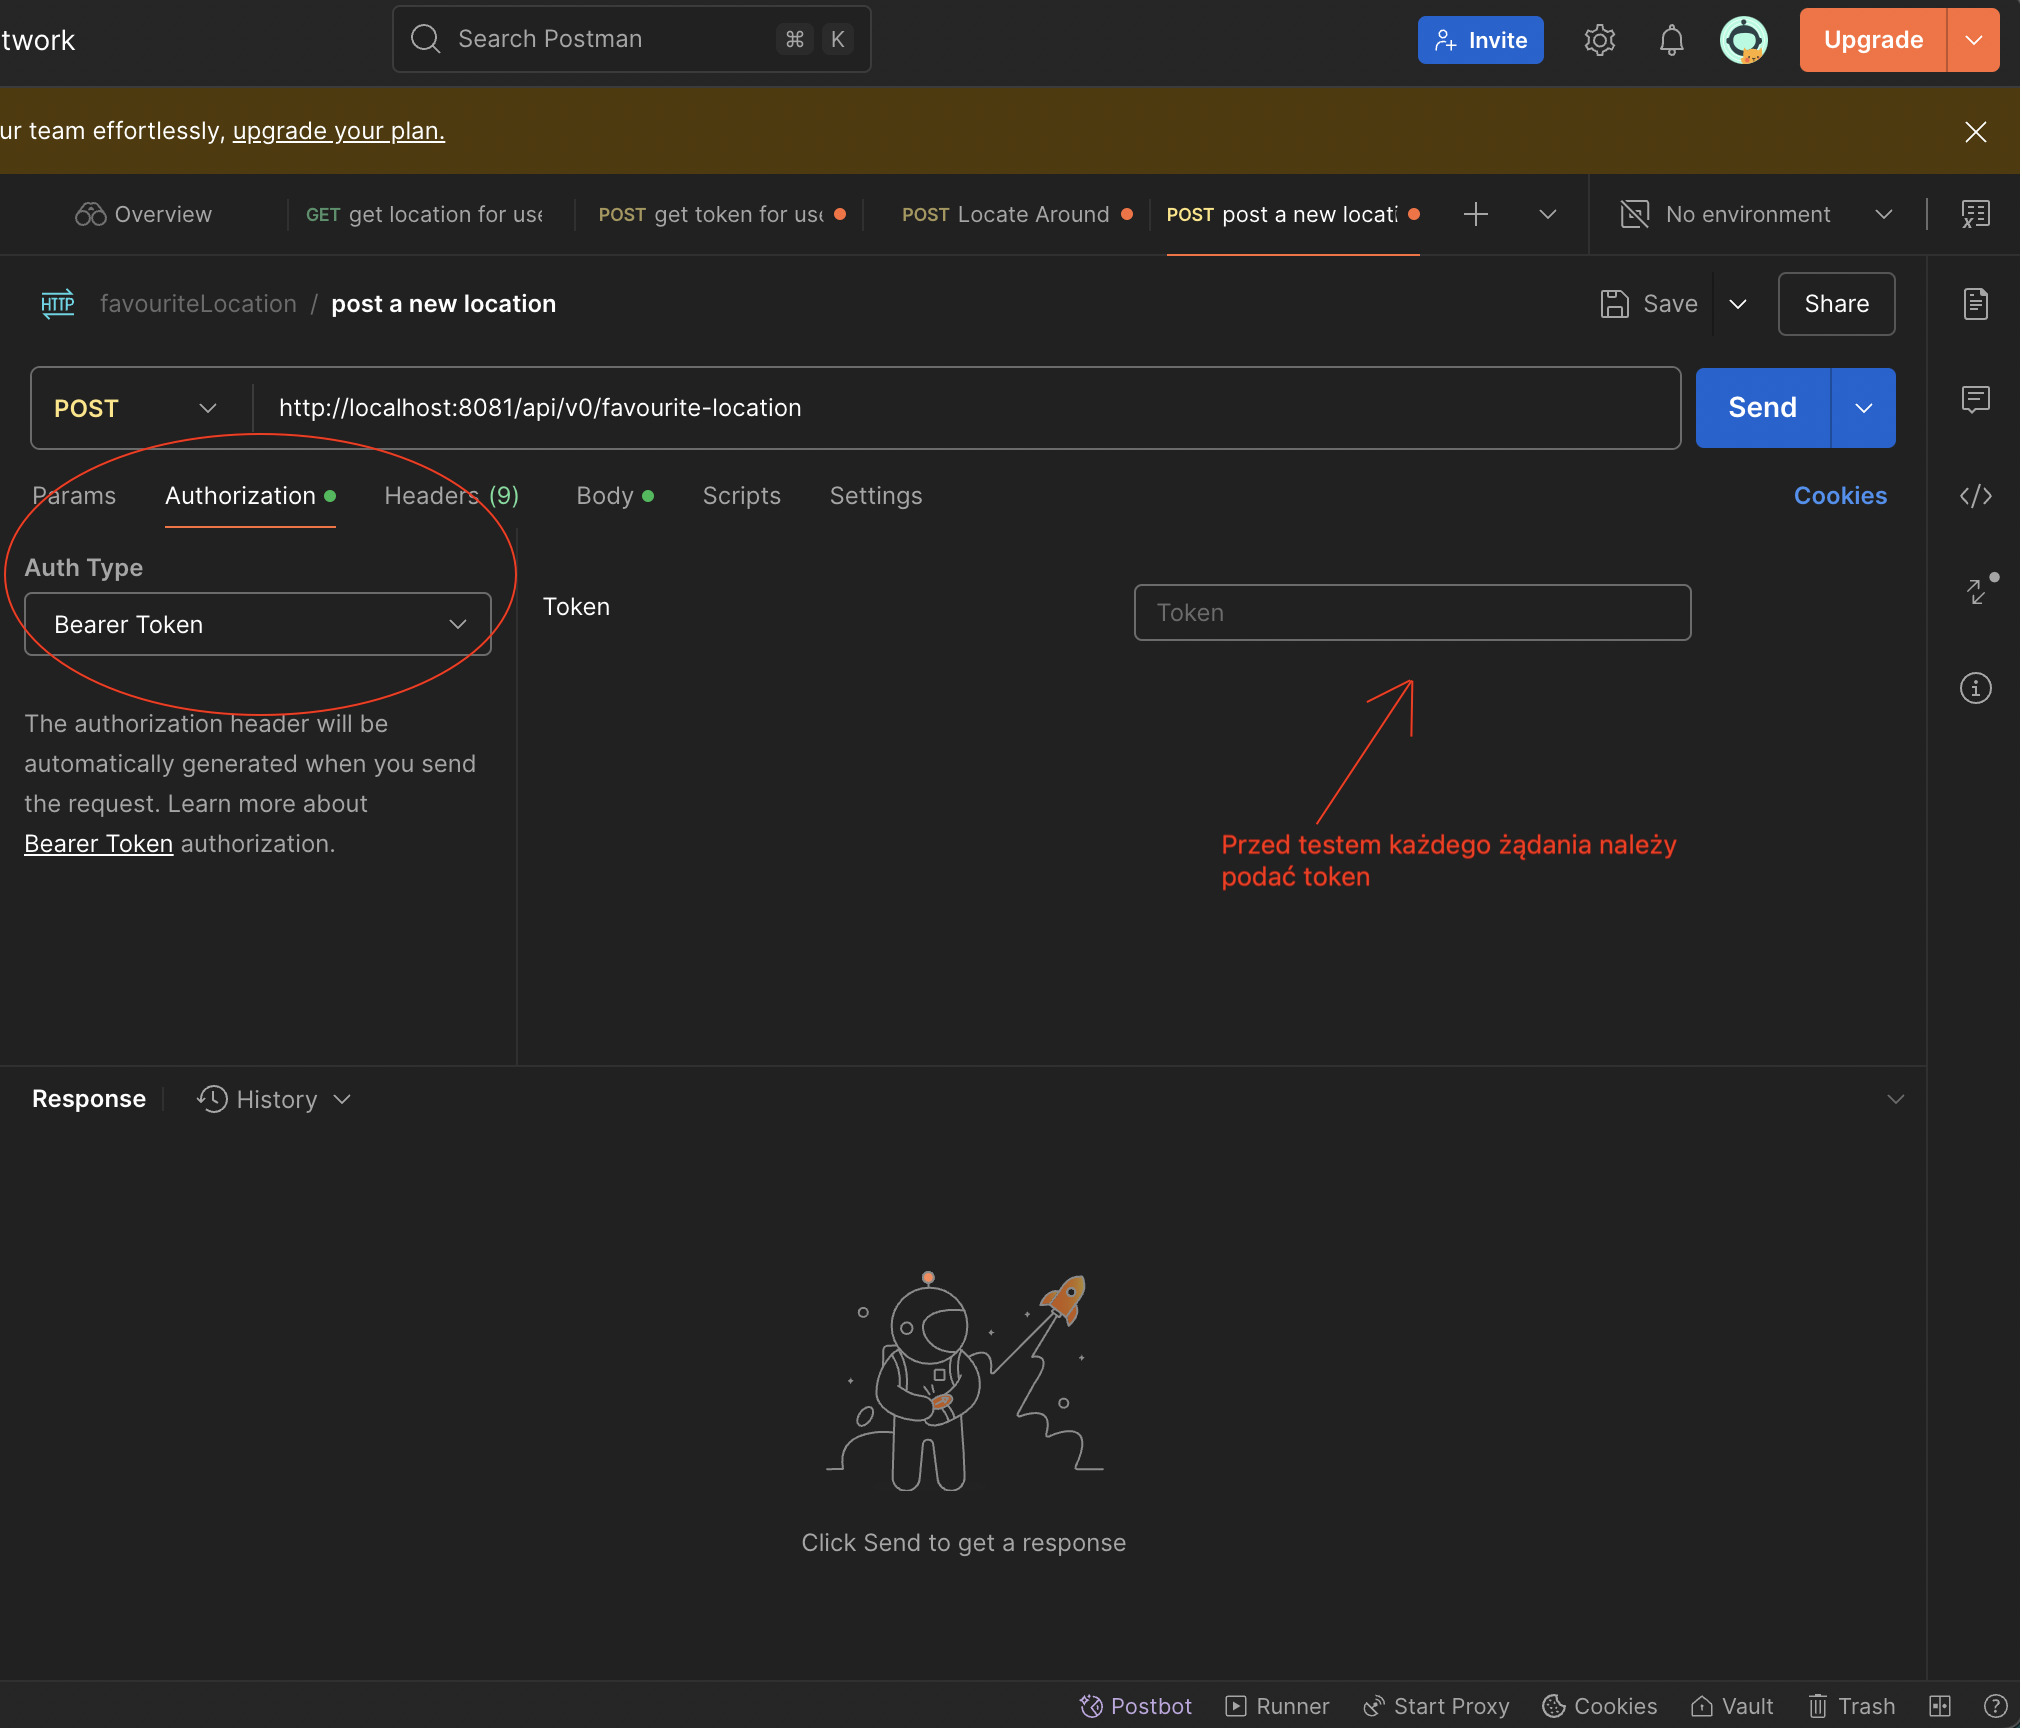 twork
Search Postman
⌘ K
Invite
Upgrade
ur team effortlessly, upgrade your plan.
Overview
GET get location for use
POST get token for use
POST Locate Around
POST post a new locati
No environment
HTTP
favouriteLocation / post a new location
Save
Share
POST
http://localhost:8081/api/v0/favourite-location
Send
Params
Authorization
Headers (9)
Body
Scripts
Settings
Cookies
Auth Type
Bearer Token
Token
Token
The authorization header will be
automatically generated when you send
the request. Learn more about
Bearer Token authorization.
Przed testem każdego żądania należy
podać token
Response
History
Click Send to get a response
Postbot
Runner
Start Proxy
Cookies
Vault
Trash